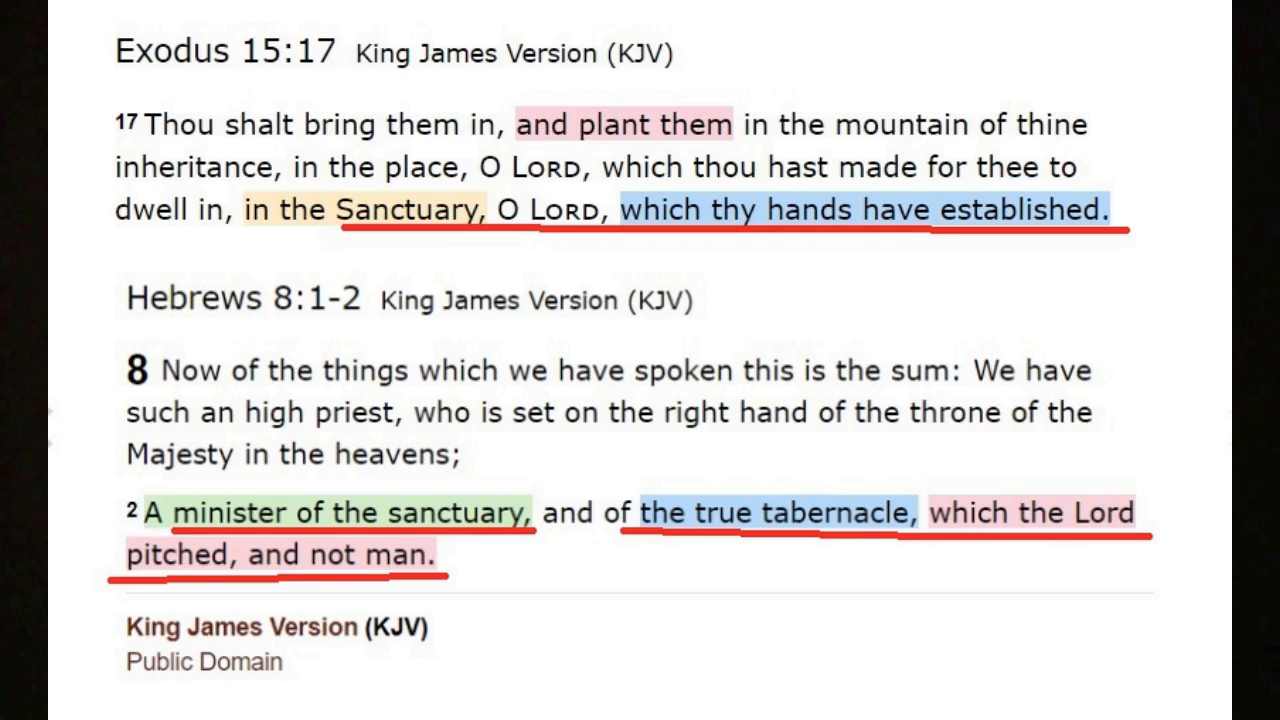 Exodus 15:17 King James Version (KJV)
17 Thou shalt bring them in, and plant them in the mountain of thine
inheritance, in the place, O LORD, which thou hast made for thee to
dwell in, in the Sanctuary, O LORD, which thy hands have established.
Hebrews 8:1-2 King James Version (KJV)
8 Now of the things which we have spoken this is the sum: We have
such an high priest, who is set on the right hand of the throne of the
Majesty in the heavens;
2 A minister of the sanctuary, and of the true tabernacle, which the Lord
pitched, and not man.
King James Version (KJV)
Public Domain